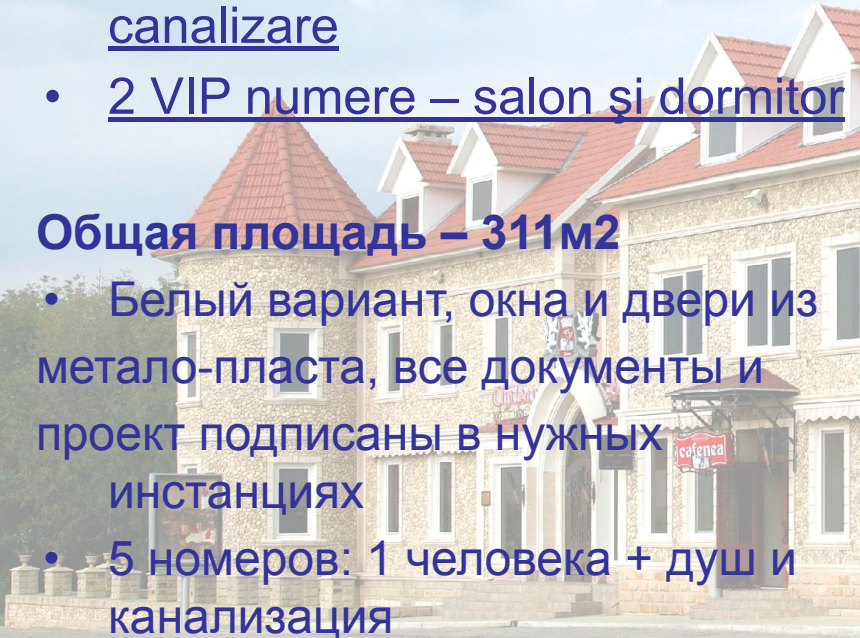 canalizare
• 2 VIP numere – salon şi dormitor
Общая площадь – 311м2
• Белый вариант, окна и двери из
метало-пласта, все документы и
проект подписаны в нужных
инстанциях
• 5 номеров: 1 человека + душ и
канализация
cafenea